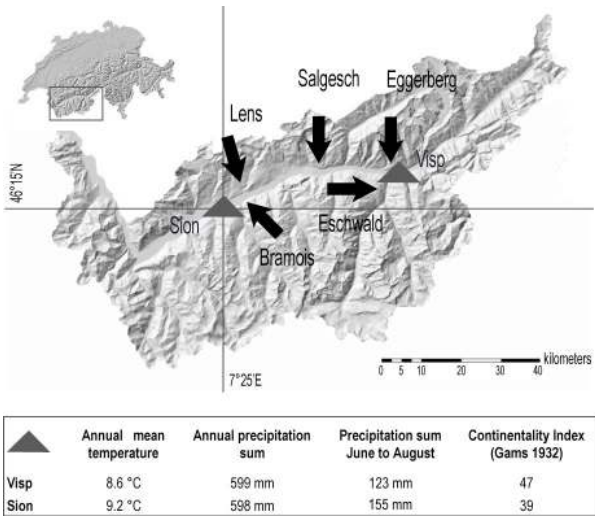 Salgesch Eggerberg
Lens
Visp
46°15'N
Sion
Eschwald
Bramois
kilometers
0 5 10 20 30 40
7°25'E
Annual mean temperature Annual precipitation sum Precipitation sum June to August Continentality Index (Gams 1932)
Visp 8.6 °C 599 mm 123 mm 47
Sion 9.2 °C 598 mm 155 mm 39